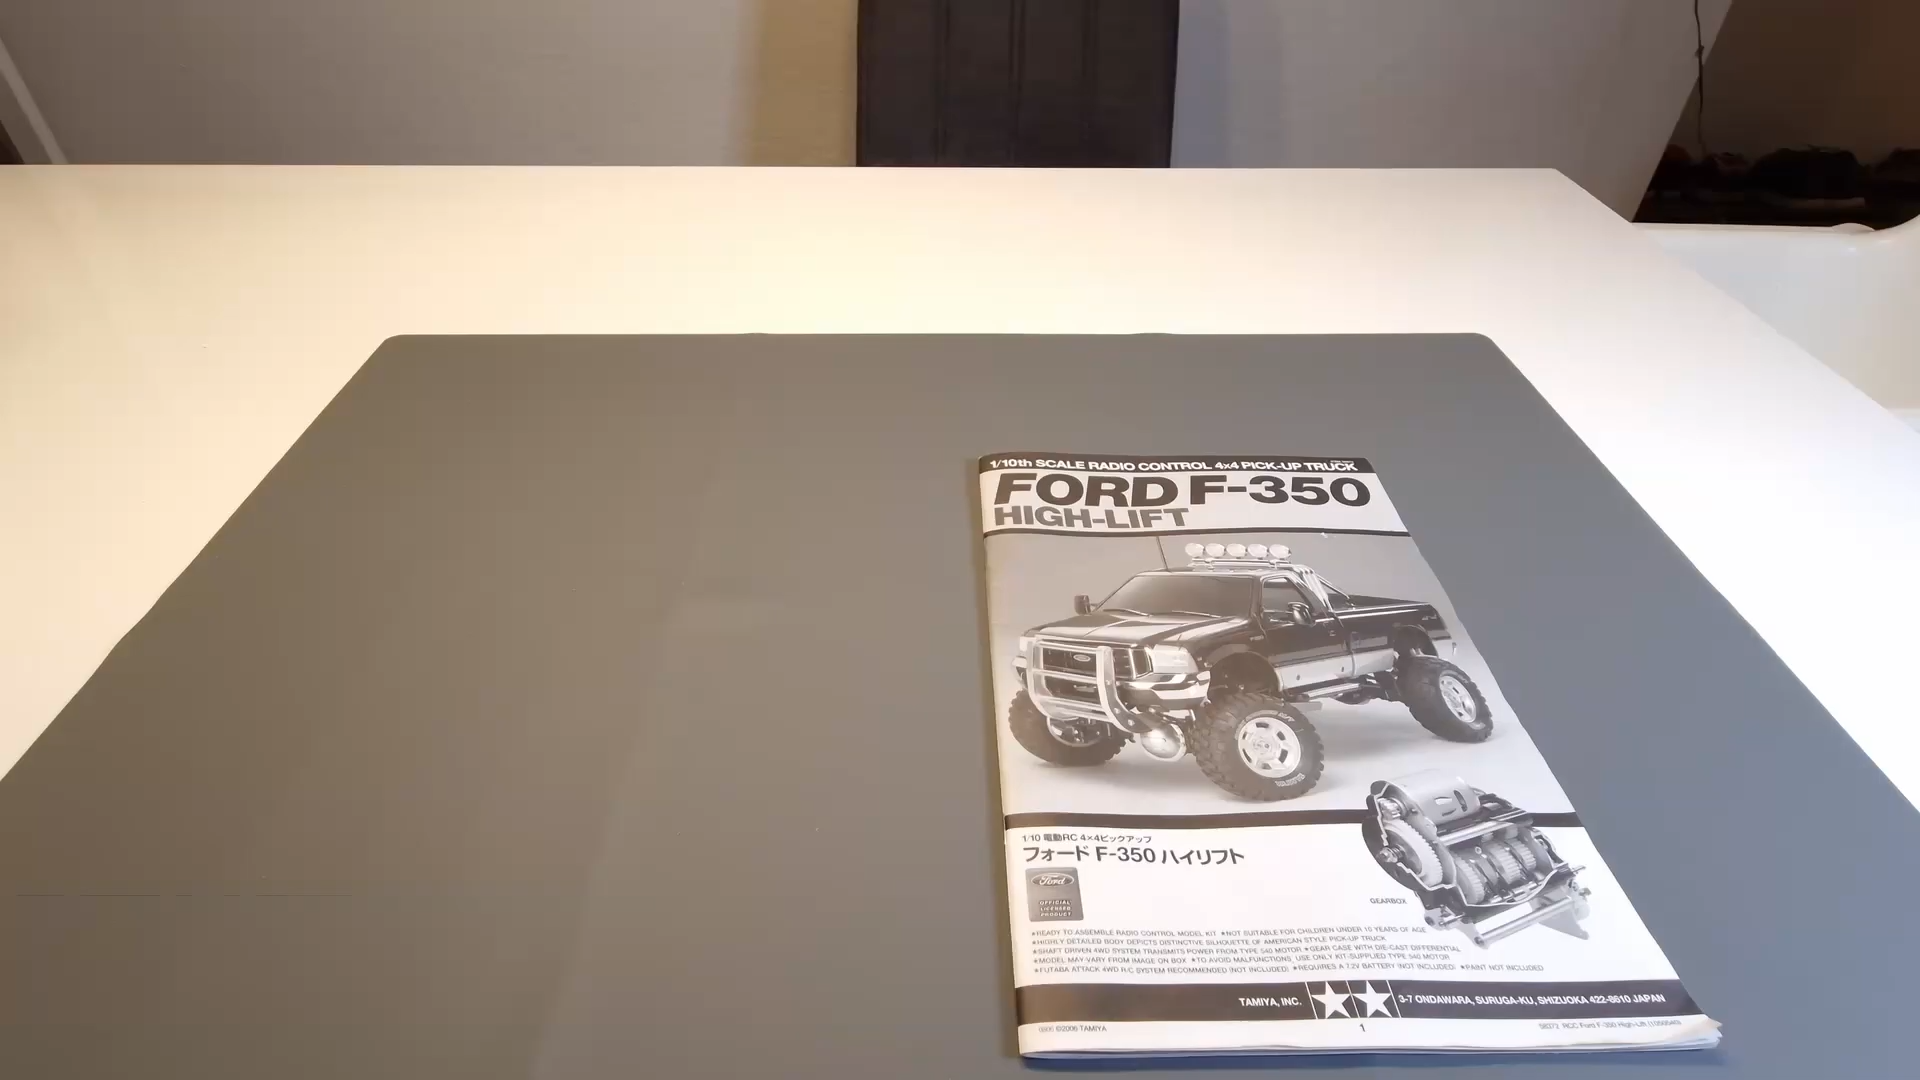 1/10th SCALE RADIO CONTROL 4x4 PICK-UP TRUCK
FORD F-350
HIGH-LIFT
1/10 電動RC 4×4ピックアップ
フォード F-350 ハイリフト
Ford
OFFICIAL
LICENSED
PRODUCT
GEARBOX
★READY TO ASSEMBLE RADIO CONTROL MODEL KIT ★NOT SUITABLE FOR CHILDREN UNDER 10 YEARS OF AGE
★HIGHLY DETAILED BODY DEPICTS DISTINCTIVE SILHOUETTE OF AMERICAN STYLE PICK-UP TRUCK
★SHAFT DRIVEN 4WD SYSTEM TRANSMITS POWER FROM TYPE 540 MOTOR ★GEAR CASE WITH DIE-CAST DIFFERENTIAL
★MODEL MAY VARY FROM IMAGE ON BOX ★TO AVOID MALFUNCTIONS, USE ONLY KIT-SUPPLIED TYPE 540 MOTOR
★FUTABA ATTACK 4WD R/C SYSTEM RECOMMENDED (NOT INCLUDED) ★REQUIRES A 7.2V BATTERY (NOT INCLUDED) ★PAINT NOT INCLUDED
TAMIYA, INC. 3-7 ONDAWARA, SURUGA-KU, SHIZUOKA 422-8610 JAPAN
©2006 TAMIYA 1 58372 RCC Ford F-350 High-Lift